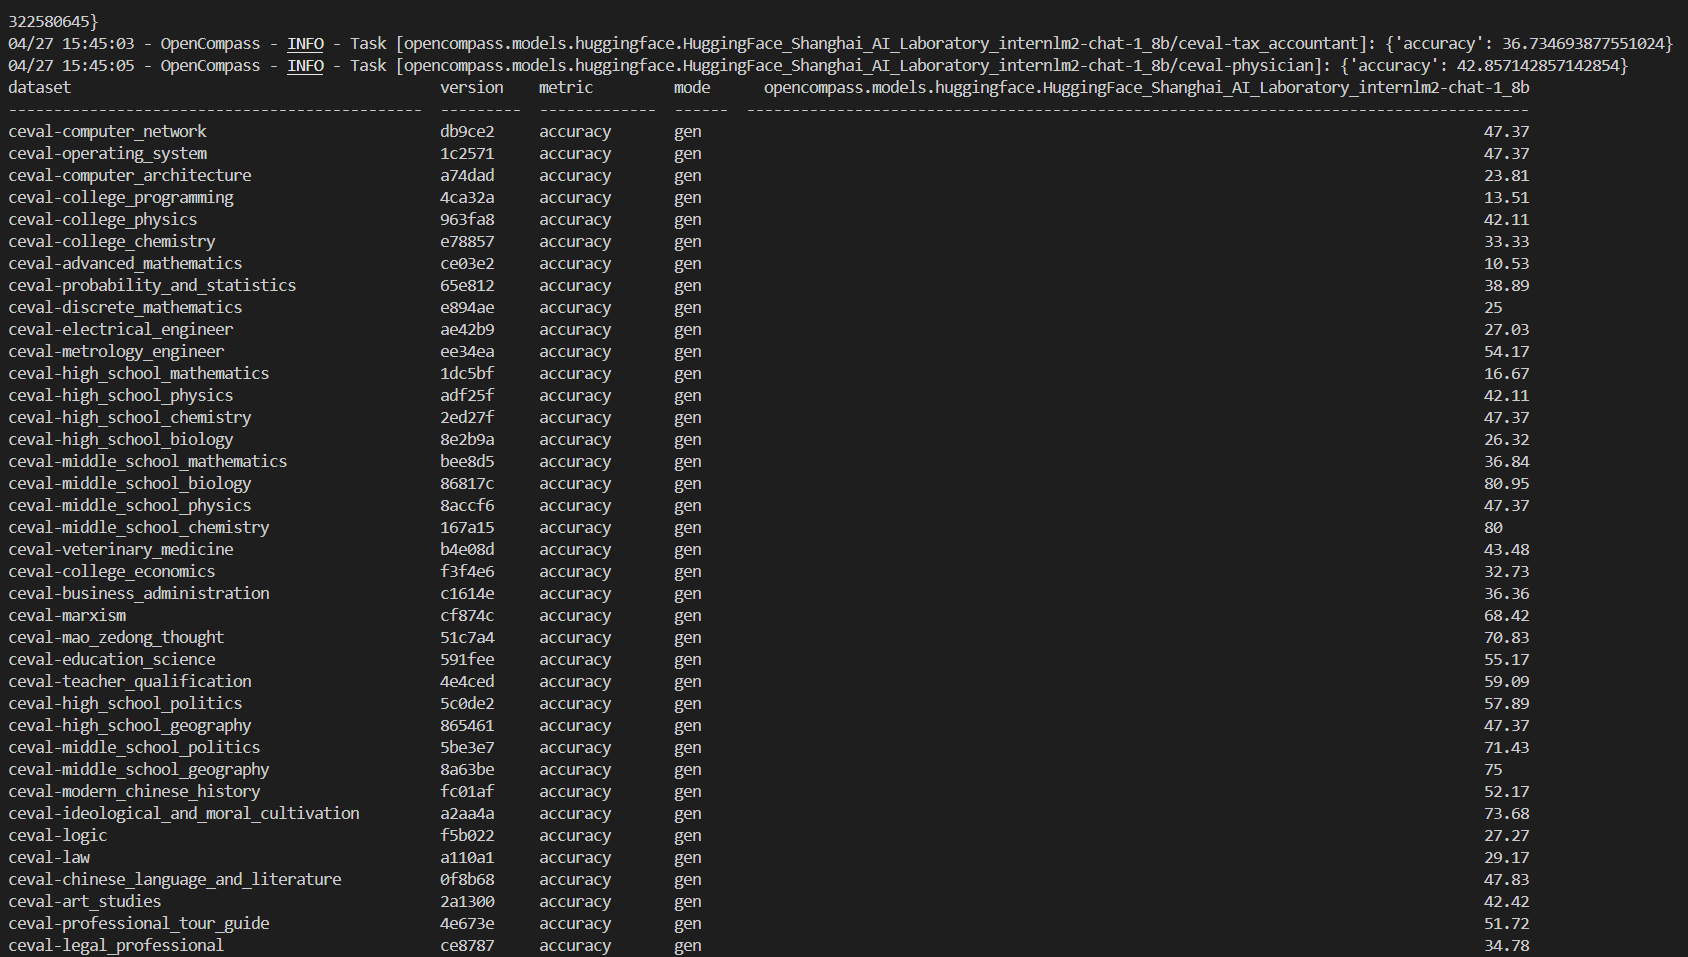 322580645}
04/27 15:45:03 - OpenCompass - INFO - Task [opencompass.models.huggingface.HuggingFace_Shanghai_AI_Laboratory_internlm2-chat-1_8b/ceval-tax_accountant]: {'accuracy': 36.734693877551024}
04/27 15:45:05 - OpenCompass - INFO - Task [opencompass.models.huggingface.HuggingFace_Shanghai_AI_Laboratory_internlm2-chat-1_8b/ceval-physician]: {'accuracy': 42.857142857142854}
dataset version metric mode opencompass.models.huggingface.HuggingFace_Shanghai_AI_Laboratory_internlm2-chat-1_8b
---------------------------------------------- --------- ------------- ------ ---------------------------------------------------------------------------------------
ceval-computer_network db9ce2 accuracy gen 47.37
ceval-operating_system 1c2571 accuracy gen 47.37
ceval-computer_architecture a74dad accuracy gen 23.81
ceval-college_programming 4ca32a accuracy gen 13.51
ceval-college_physics 963fa8 accuracy gen 42.11
ceval-college_chemistry e78857 accuracy gen 33.33
ceval-advanced_mathematics ce03e2 accuracy gen 10.53
ceval-probability_and_statistics 65e812 accuracy gen 38.89
ceval-discrete_mathematics e894ae accuracy gen 25
ceval-electrical_engineer ae42b9 accuracy gen 27.03
ceval-metrology_engineer ee34ea accuracy gen 54.17
ceval-high_school_mathematics 1dc5bf accuracy gen 16.67
ceval-high_school_physics adf25f accuracy gen 42.11
ceval-high_school_chemistry 2ed27f accuracy gen 47.37
ceval-high_school_biology 8e2b9a accuracy gen 26.32
ceval-middle_school_mathematics bee8d5 accuracy gen 36.84
ceval-middle_school_biology 86817c accuracy gen 80.95
ceval-middle_school_physics 8accf6 accuracy gen 47.37
ceval-middle_school_chemistry 167a15 accuracy gen 80
ceval-veterinary_medicine b4e08d accuracy gen 43.48
ceval-college_economics f3f4e6 accuracy gen 32.73
ceval-business_administration c1614e accuracy gen 36.36
ceval-marxism cf874c accuracy gen 68.42
ceval-mao_zedong_thought 51c7a4 accuracy gen 70.83
ceval-education_science 591fee accuracy gen 55.17
ceval-teacher_qualification 4e4ced accuracy gen 59.09
ceval-high_school_politics 5c0de2 accuracy gen 57.89
ceval-high_school_geography 865461 accuracy gen 47.37
ceval-middle_school_politics 5be3e7 accuracy gen 71.43
ceval-middle_school_geography 8a63be accuracy gen 75
ceval-modern_chinese_history fc01af accuracy gen 52.17
ceval-ideological_and_moral_cultivation a2aa4a accuracy gen 73.68
ceval-logic f5b022 accuracy gen 27.27
ceval-law a110a1 accuracy gen 29.17
ceval-chinese_language_and_literature 0f8b68 accuracy gen 47.83
ceval-art_studies 2a1300 accuracy gen 42.42
ceval-professional_tour_guide 4e673e accuracy gen 51.72
ceval-legal_professional ce8787 accuracy gen 34.78